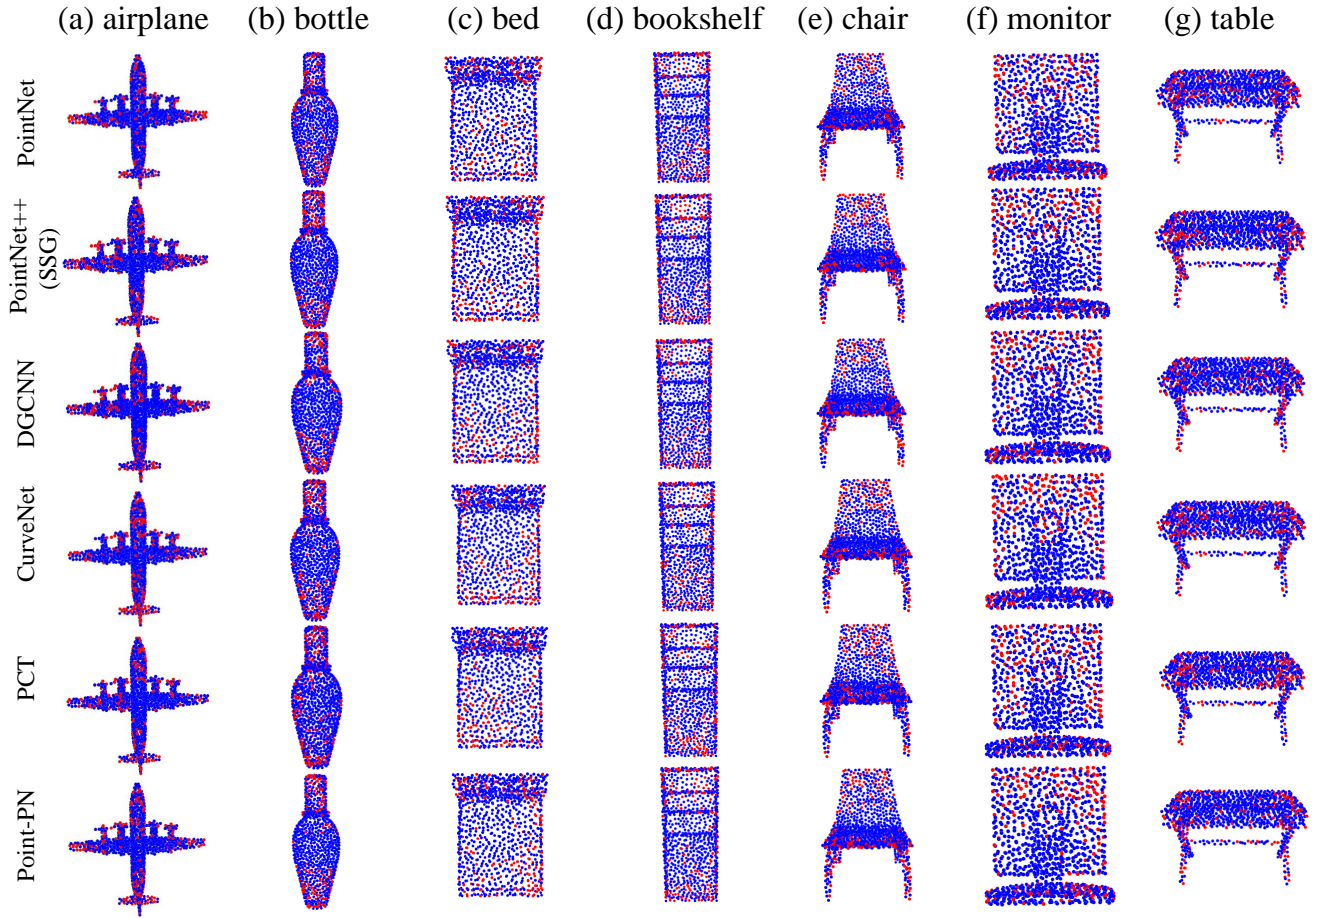 (a) airplane (b) bottle (c) bed (d) bookshelf (e) chair (f) monitor (g) table
PointNet
PointNet++
(SSG)
DGCNN
CurveNet
PCT
Point-PN